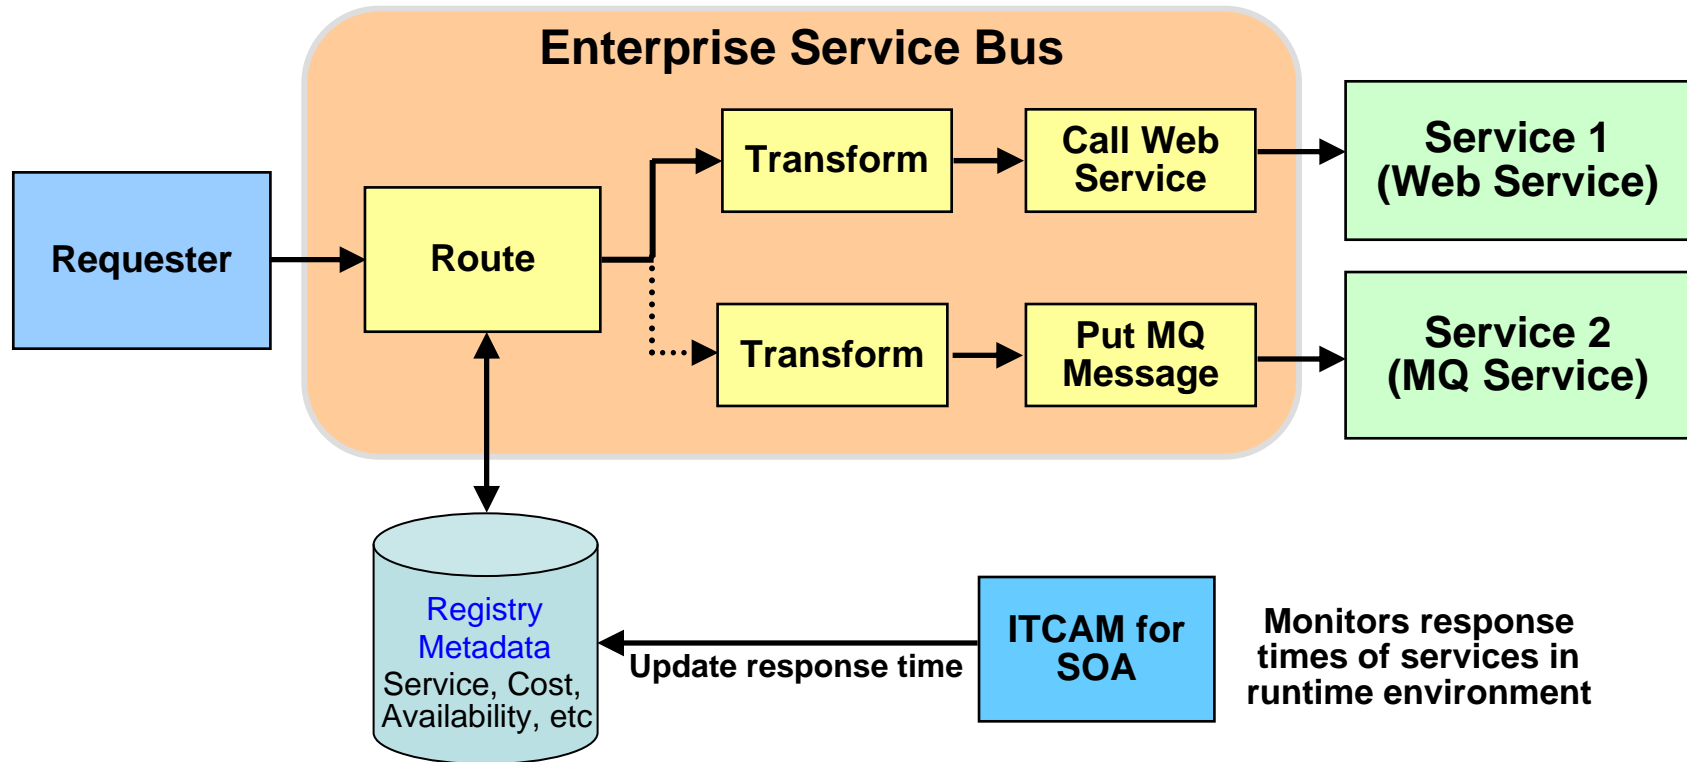 Enterprise Service Bus
Requester
Route
Transform
Call Web
Service
Service 1
(Web Service)
Transform
Put MQ
Message
Service 2
(MQ Service)
Registry
Metadata
Service, Cost,
Availability, etc
Update response time
ITCAM for
SOA
Monitors response
times of services in
runtime environment